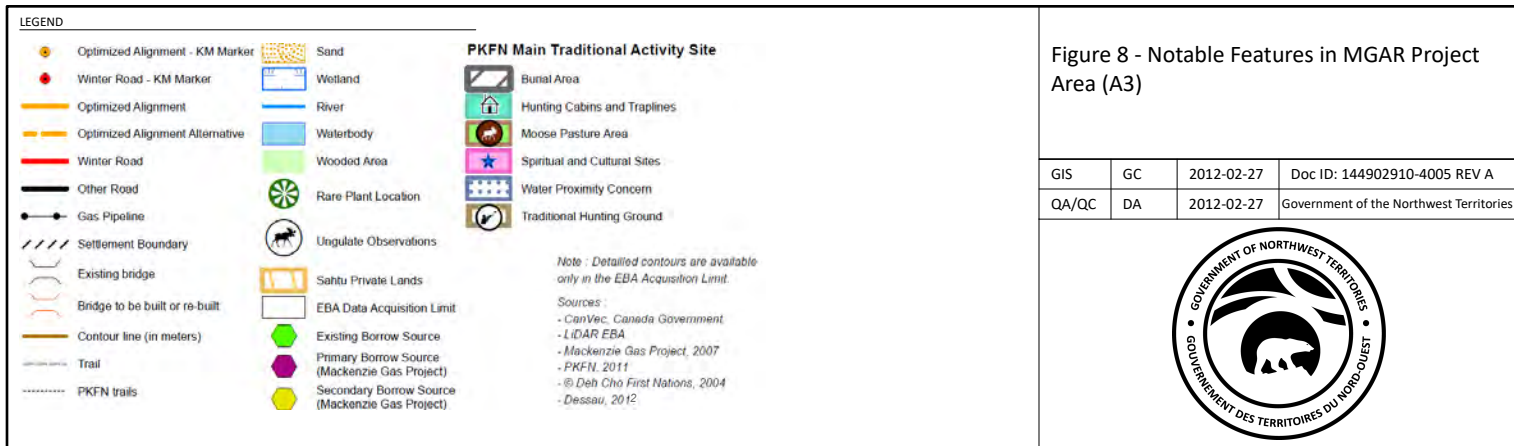 LEGEND
Optimized Alignment - KM Marker
Winter Road - KM Marker
Optimized Alignment
Optimized Alignment Alternative
Winter Road
Other Road
Gas Pipeline
Settlement Boundary
Existing bridge
Bridge to be built or re-built
Contour line (in meters)
Trail
PKFN trails
Sand
Wetland
River
Waterbody
Wooded Area
Rare Plant Location
Ungulate Observations
Sahtu Private Lands
EBA Data Acquisition Limit
Existing Borrow Source
Primary Borrow Source
(Mackenzie Gas Project)
Secondary Borrow Source
(Mackenzie Gas Project)
PKFN Main Traditional Activity Site
Burial Area
Hunting Cabins and Traplines
Moose Pasture Area
Spiritual and Cultural Sites
Water Proximity Concern
Traditional Hunting Ground
Note : Detailled contours are available
only in the EBA Acquisition Limit.
Sources :
- CanVec, Canada Government
- LiDAR EBA
- Mackenzie Gas Project, 2007
- PKFN, 2011
- © Deh Cho First Nations, 2004
- Dessau, 2012
Figure 8 - Notable Features in MGAR Project
Area (A3)
GIS GC 2012-02-27 Doc ID: 144902910-4005 REV A
QA/QC DA 2012-02-27 Government of the Northwest Territories
GOVERNMENT OF NORTHWEST TERRITORIES
GOUVERNEMENT DES TERRITOIRES DU NORD-OUEST